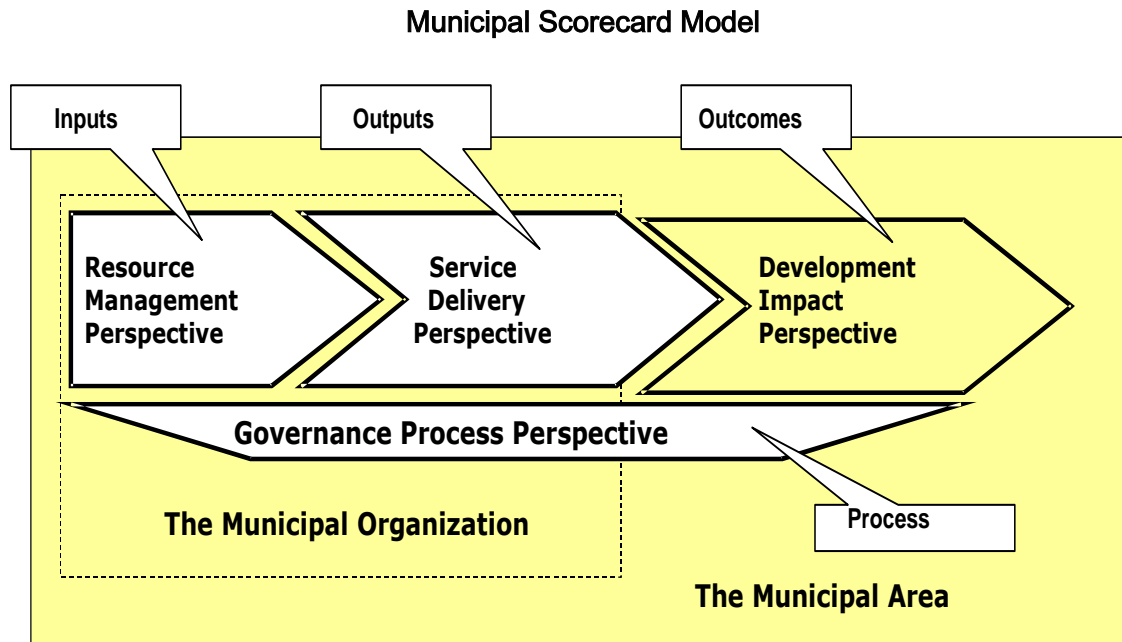 Municipal Scorecard Model
Inputs
Outputs
Outcomes
Resource
Management
Perspective
Service
Delivery
Perspective
Development
Impact
Perspective
Governance Process Perspective
Process
The Municipal Organization
The Municipal Area